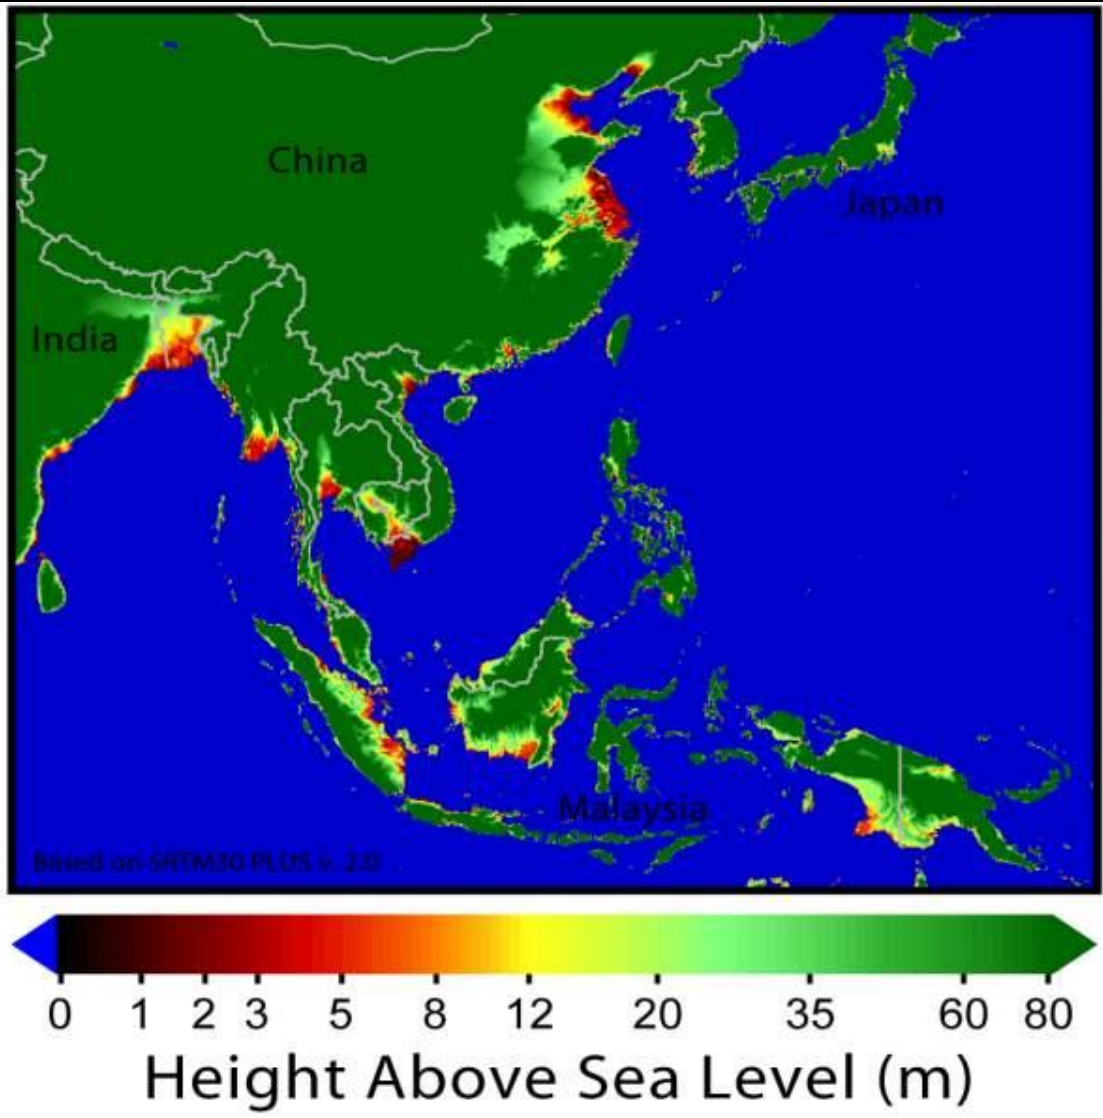 China
Japan
India
Malaysia
Based on SRTM30 PLUS v. 2.0
0 1 2 3 5 8 12 20 35 60 80
Height Above Sea Level (m)